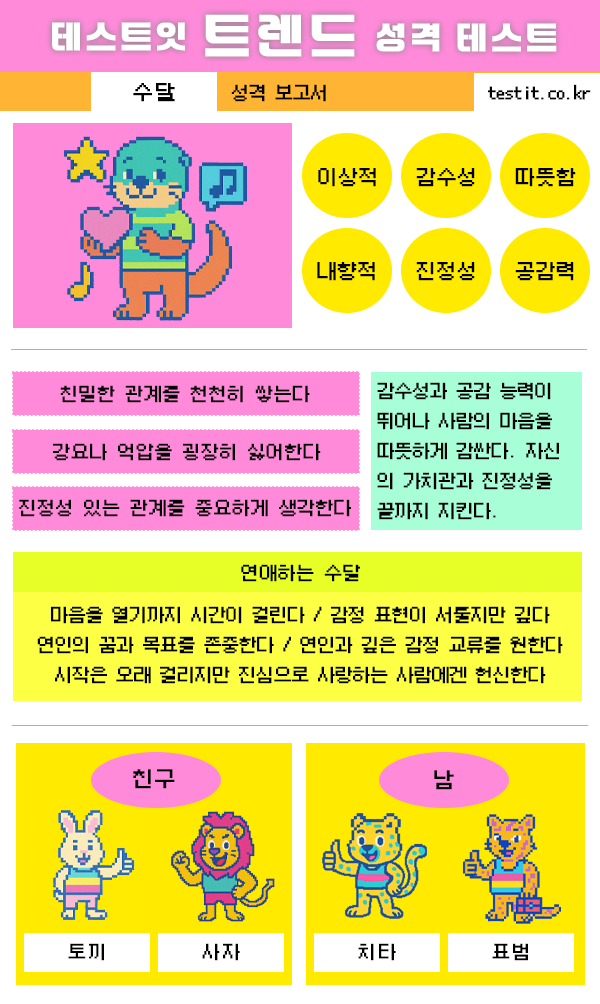 테스트잇 트렌드 성격 테스트
수달
성격 보고서
testit.co.kr
이상적
감수성
따뜻함
내향적
진정성
공감력
친밀한 관계를 천천히 쌓는다
강요나 억압을 굉장히 싫어한다
진정성 있는 관계를 중요하게 생각한다
감수성과 공감 능력이
뛰어나 사람의 마음을
따뜻하게 감싼다. 자신
의 가치관과 진정성을
끝까지 지킨다.
연애하는 수달
마음을 열기까지 시간이 걸린다 / 감정 표현이 서툴지만 깊다
연인의 꿈과 목표를 존중한다 / 연인과 깊은 감정 교류를 원한다
시작은 오래 걸리지만 진심으로 사랑하는 사람에겐 헌신한다
친구
남
토끼
사자
치타
표범